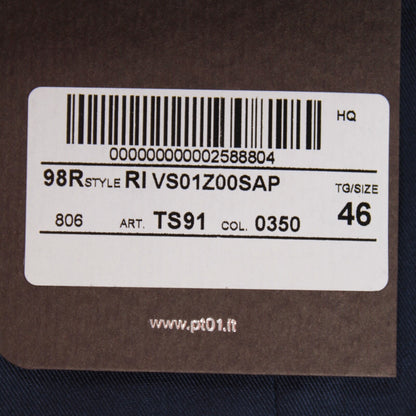 HQ
000000000002588804
98R STYLE RI VS01Z00SAP TG/SIZE
806 ART. TS91 COL. 0350 46
www.pt01.it